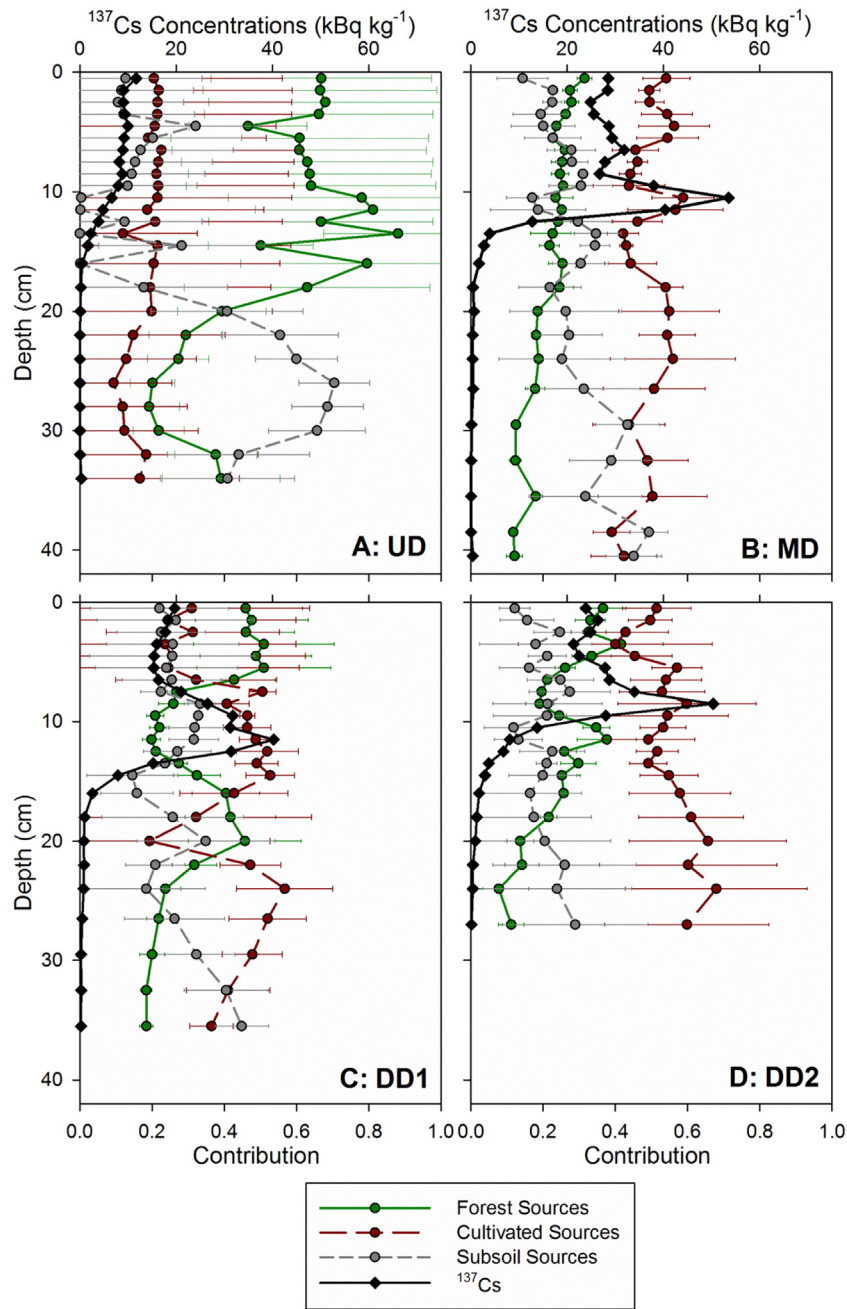 ¹³⁷Cs Concentrations (kBq kg⁻¹) ¹³⁷Cs Concentrations (kBq kg⁻¹)
0 20 40 60 0 20 40 60
0
10
20
30
40
Depth (cm)
A: UD B: MD
0
10
20
30
40
Depth (cm)
C: DD1 D: DD2
0.0 0.2 0.4 0.6 0.8 1.0 0.0 0.2 0.4 0.6 0.8 1.0
Contribution Contribution
Forest Sources
Cultivated Sources
Subsoil Sources
¹³⁷Cs